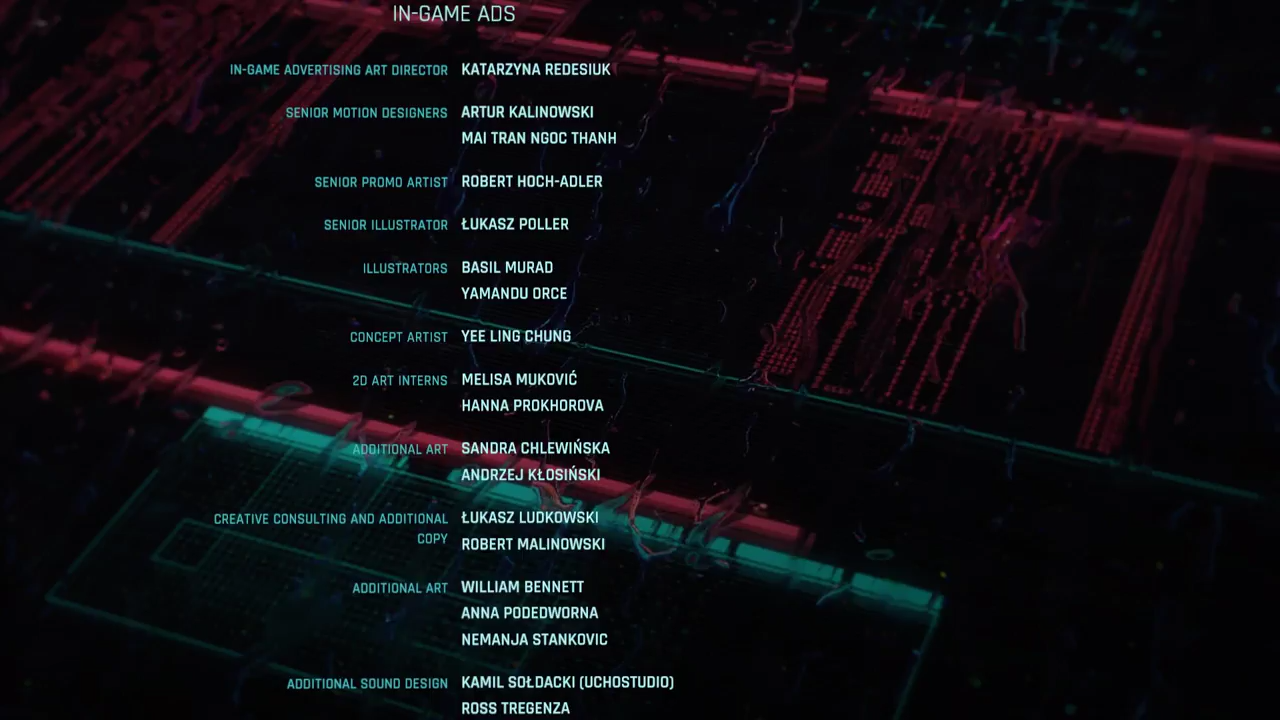 IN-GAME ADS
IN-GAME ADVERTISING ART DIRECTOR KATARZYNA REDESIUK
SENIOR MOTION DESIGNERS ARTUR KALINOWSKI
MAI TRAN NGOC THANH
SENIOR PROMO ARTIST ROBERT HOCH-ADLER
SENIOR ILLUSTRATOR ŁUKASZ POLLER
ILLUSTRATORS BASIL MURAD
YAMANDU ORCE
CONCEPT ARTIST YEE LING CHUNG
2D ART INTERNS MELISA MUKOVIĆ
HANNA PROKHOROVA
ADDITIONAL ART SANDRA CHLEWIŃSKA
ANDRZEJ KŁOSIŃSKI
CREATIVE CONSULTING AND ADDITIONAL ŁUKASZ LUDKOWSKI
COPY ROBERT MALINOWSKI
ADDITIONAL ART WILLIAM BENNETT
ANNA PODEDWORNA
NEMANJA STANKOVIC
ADDITIONAL SOUND DESIGN KAMIL SOŁDACKI (UCHOSTUDIO)
ROSS TREGENZA